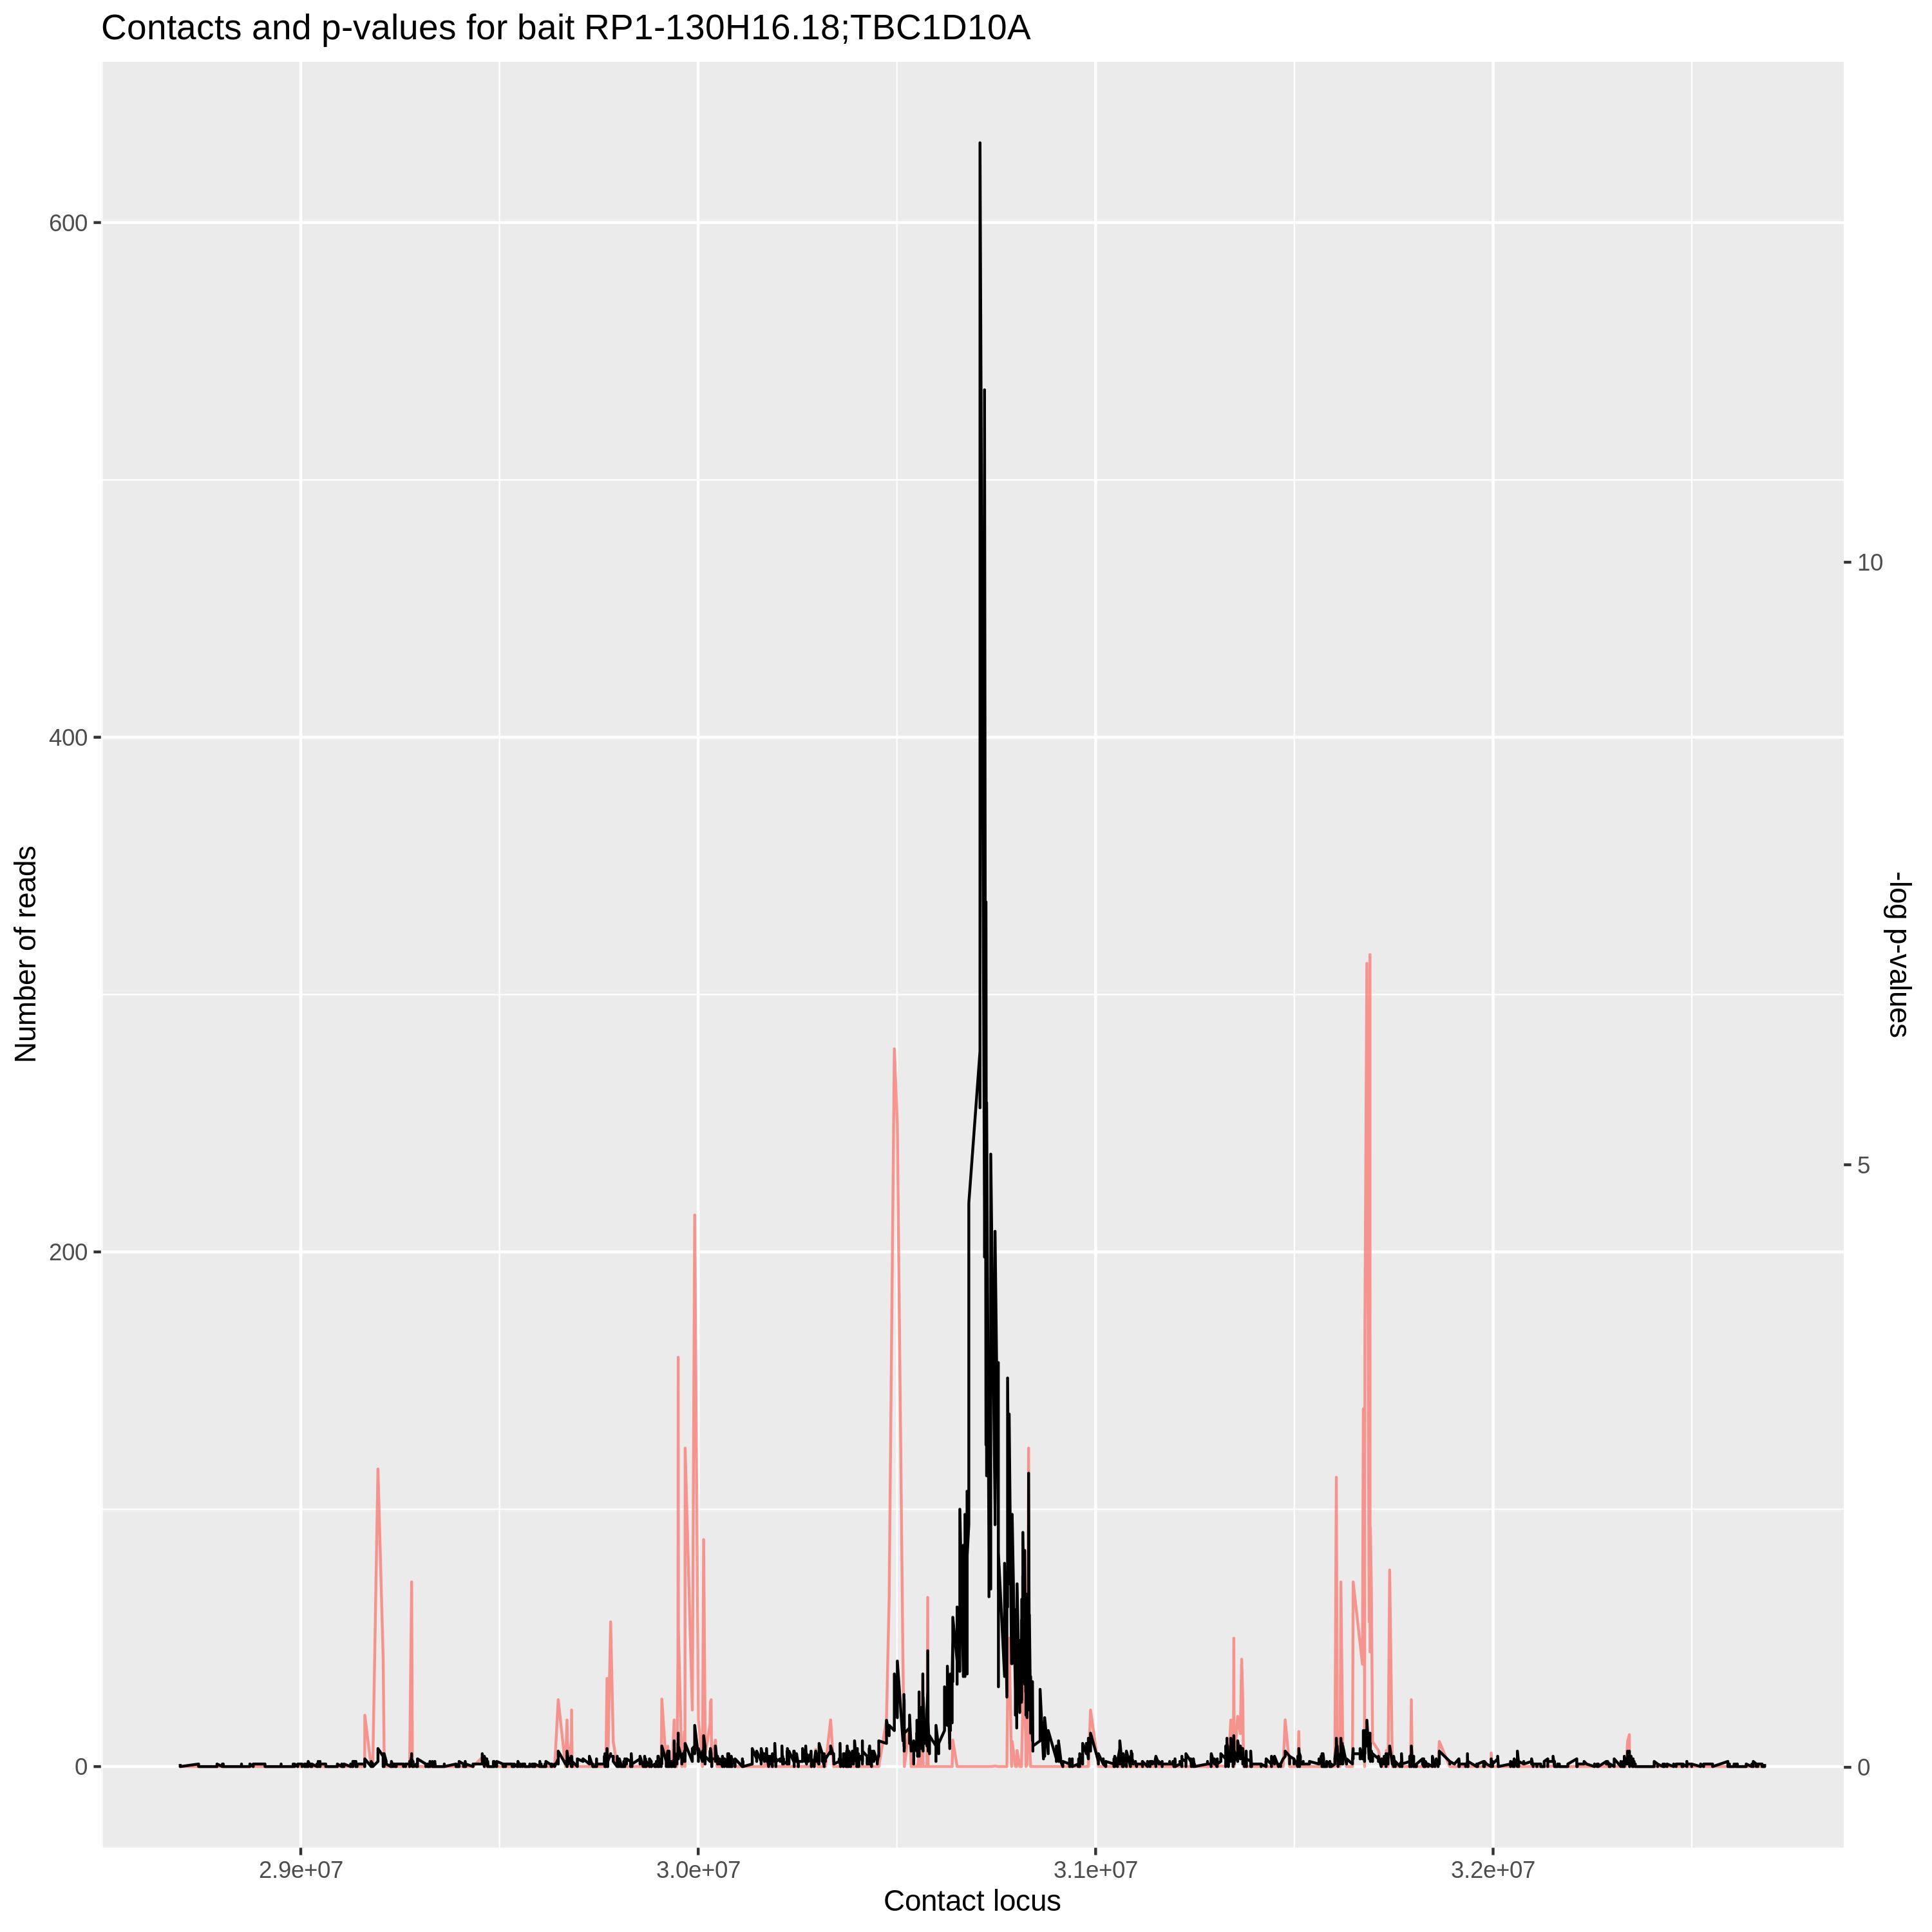 Contacts and p-values for bait RP1-130H16.18;TBC1D10A
600
400
200
0
Number of reads
10
5
0
-log p-values
2.9e+07
3.0e+07
3.1e+07
3.2e+07
Contact locus